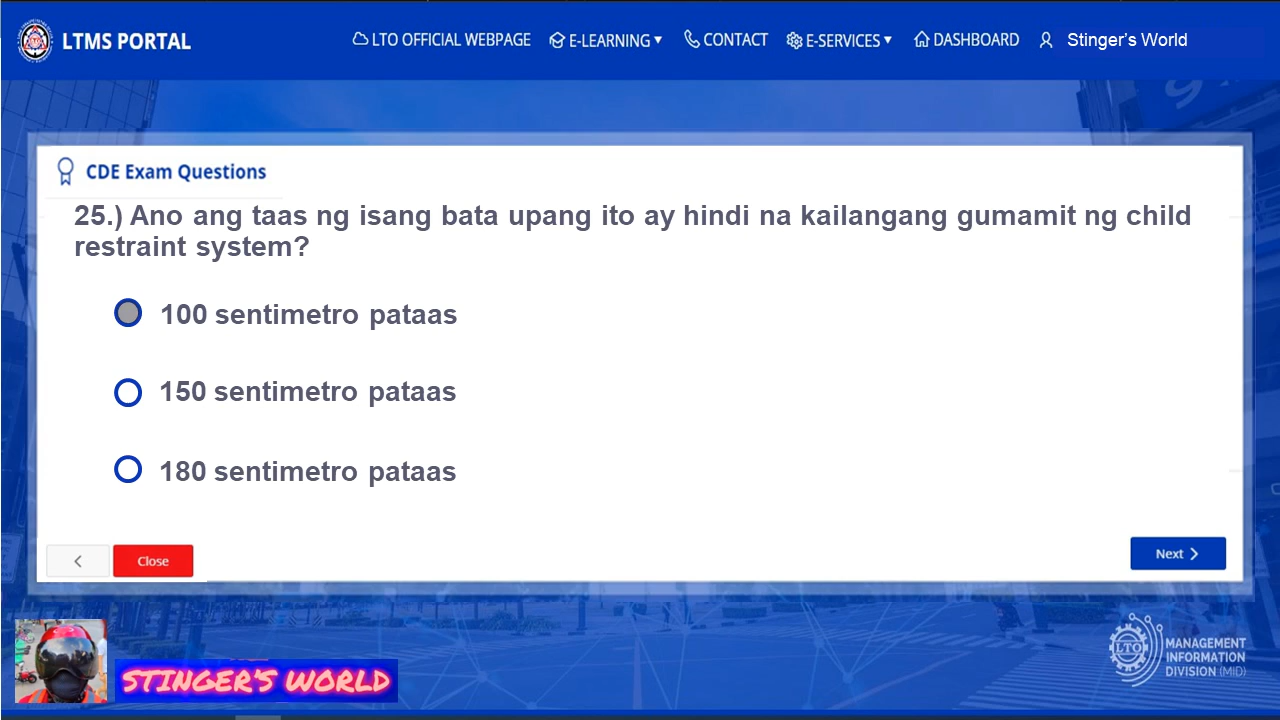 LTMS PORTAL
LTO OFFICIAL WEBPAGE
E-LEARNING
CONTACT
E-SERVICES
DASHBOARD
Stinger's World
CDE Exam Questions
25.) Ano ang taas ng isang bata upang ito ay hindi na kailangang gumamit ng child
restraint system?
100 sentimetro pataas
150 sentimetro pataas
180 sentimetro pataas
Close
Next
STINGER'S WORLD
LTO
MANAGEMENT
INFORMATION
DIVISION (MID)